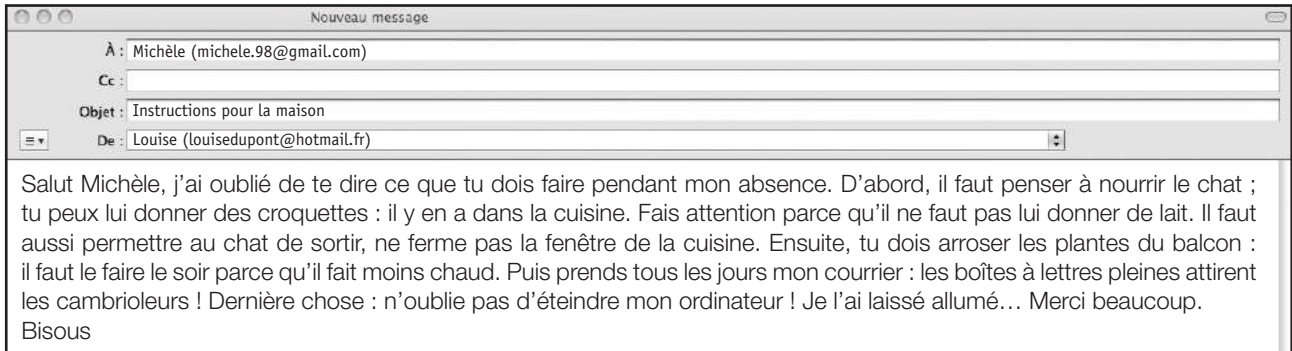 Nouveau message
À : Michèle (michele.98@gmail.com)
Cc :
Objet : Instructions pour la maison
De : Louise (louisedupont@hotmail.fr)
Salut Michèle, j’ai oublié de te dire ce que tu dois faire pendant mon absence. D’abord, il faut penser à nourrir le chat ;
tu peux lui donner des croquettes : il y en a dans la cuisine. Fais attention parce qu’il ne faut pas lui donner de lait. Il faut
aussi permettre au chat de sortir, ne ferme pas la fenêtre de la cuisine. Ensuite, tu dois arroser les plantes du balcon :
il faut le faire le soir parce qu’il fait moins chaud. Puis prends tous les jours mon courrier : les boîtes à lettres pleines attirent
les cambrioleurs ! Dernière chose : n’oublie pas d’éteindre mon ordinateur ! Je l’ai laissé allumé… Merci beaucoup.
Bisous